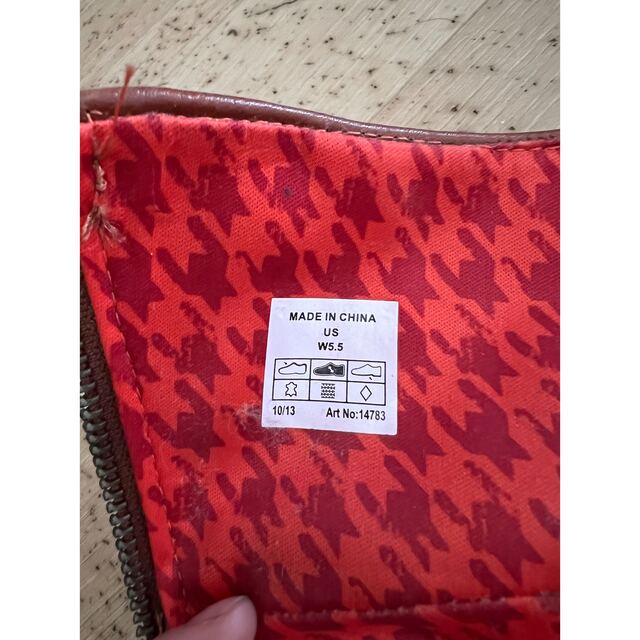 MADE IN CHINA
US
W5.5
10/13 Art No:14783